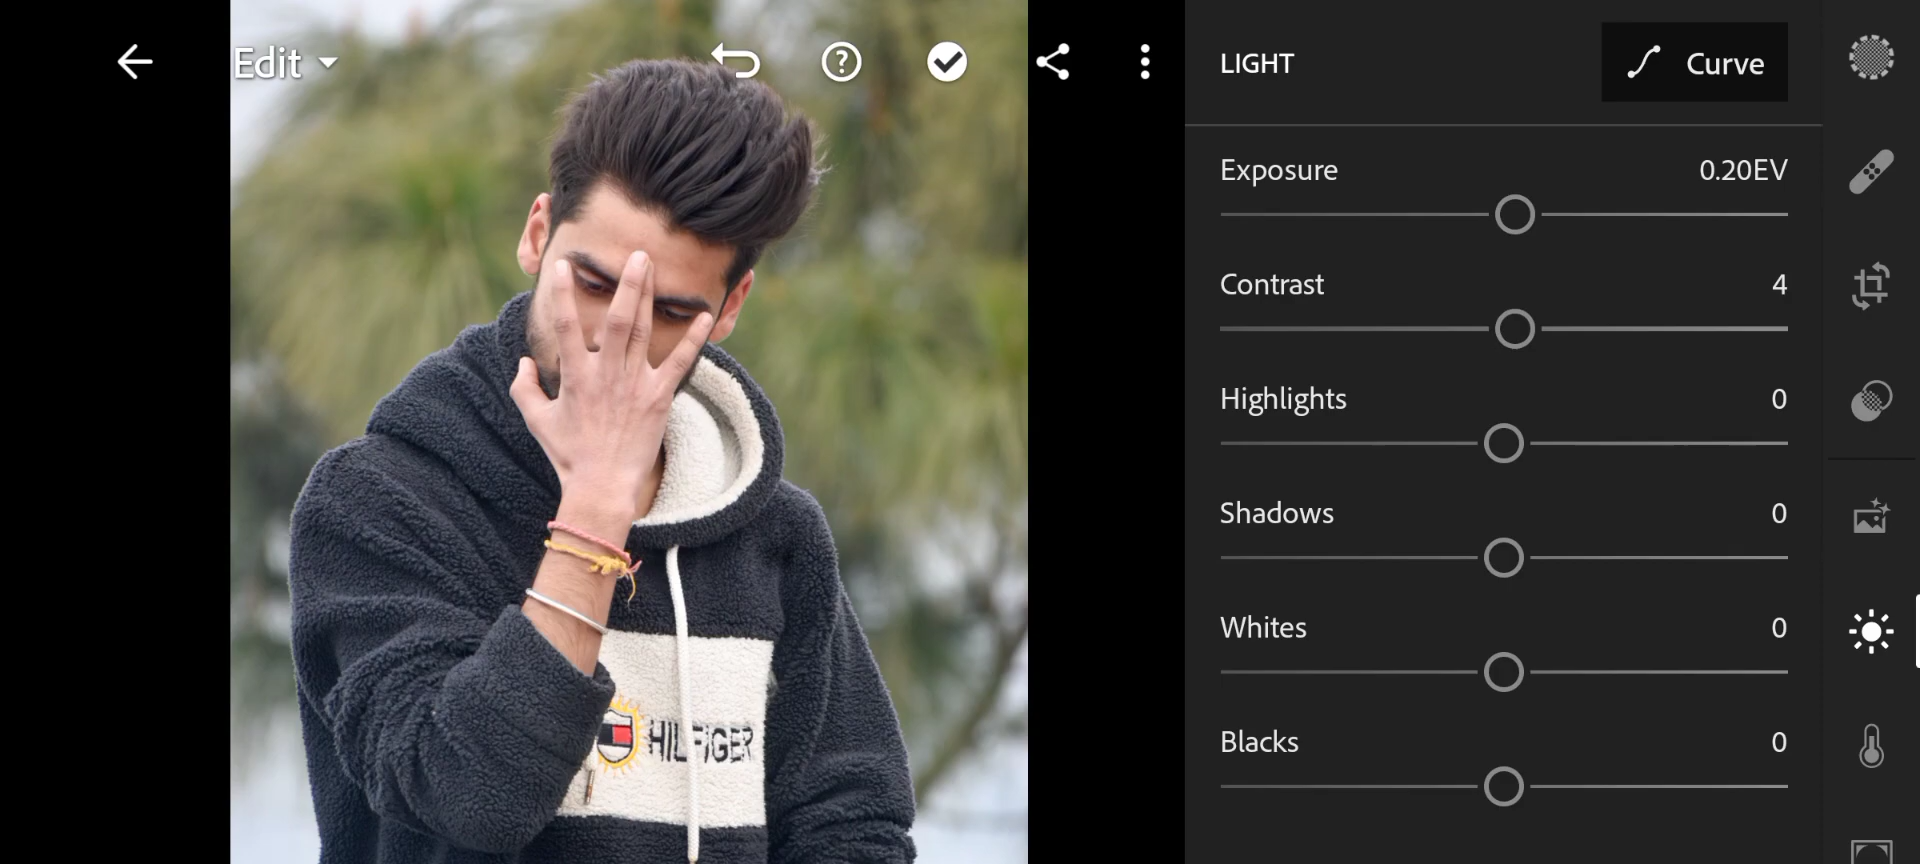 Edit
LIGHT
Curve
Exposure
0.20EV
Contrast
4
Highlights
0
Shadows
0
Whites
0
Blacks
0
HILFIGER